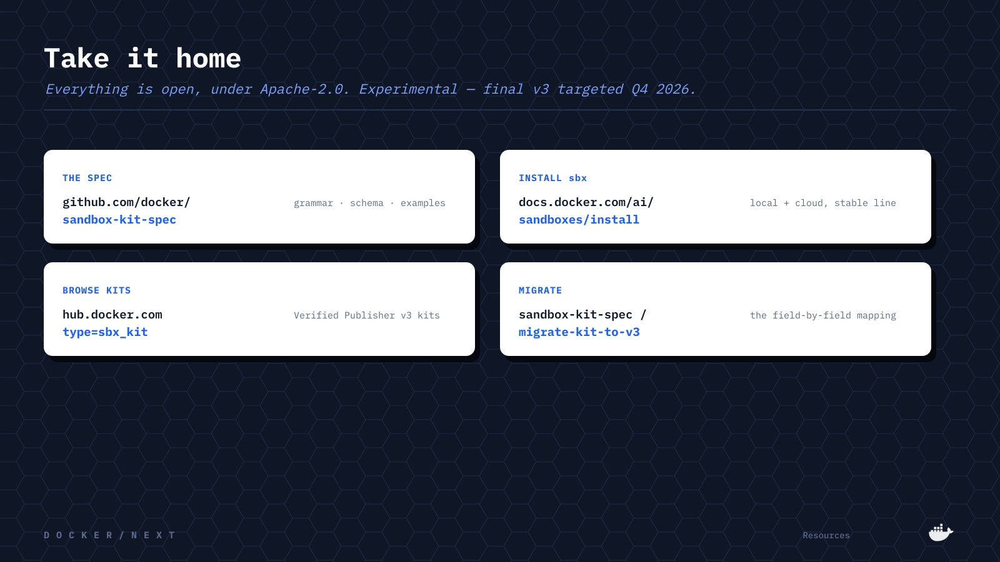 Take it home
Everything is open, under Apache-2.0. Experimental — final v3 targeted Q4 2026.
THE SPEC
github.com/docker/
sandbox-kit-spec
grammar · schema · examples
INSTALL sbx
docs.docker.com/ai/
sandboxes/install
local + cloud, stable line
BROWSE KITS
hub.docker.com
type=sbx_kit
Verified Publisher v3 kits
MIGRATE
sandbox-kit-spec /
migrate-kit-to-v3
the field-by-field mapping
DOCKER/NEXT
Resources